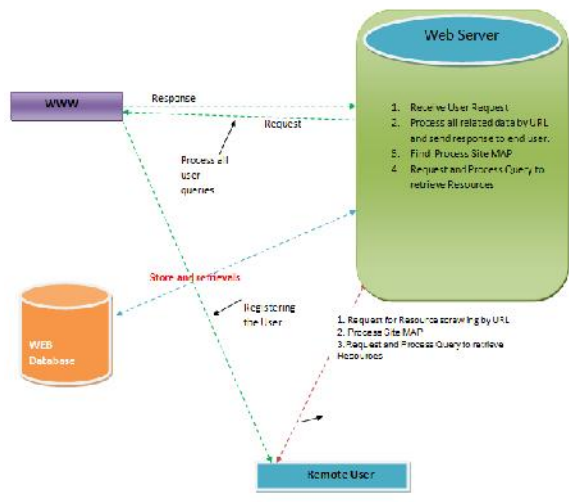 Web Server
WWW
Response
Request
1. Receive User Request
2. Process all related data by URL
and send response to end user.
3. Find Process Site MAP
4. Request and Process Query to
retrieve Resources
Process all
user
queries
Store and retrievals
Registering
the User
WEB
Database
1. Request for Resource scrawling by URL
2. Process Site MAP
3.Request and Process Query to retrieve
Resources
Remote User